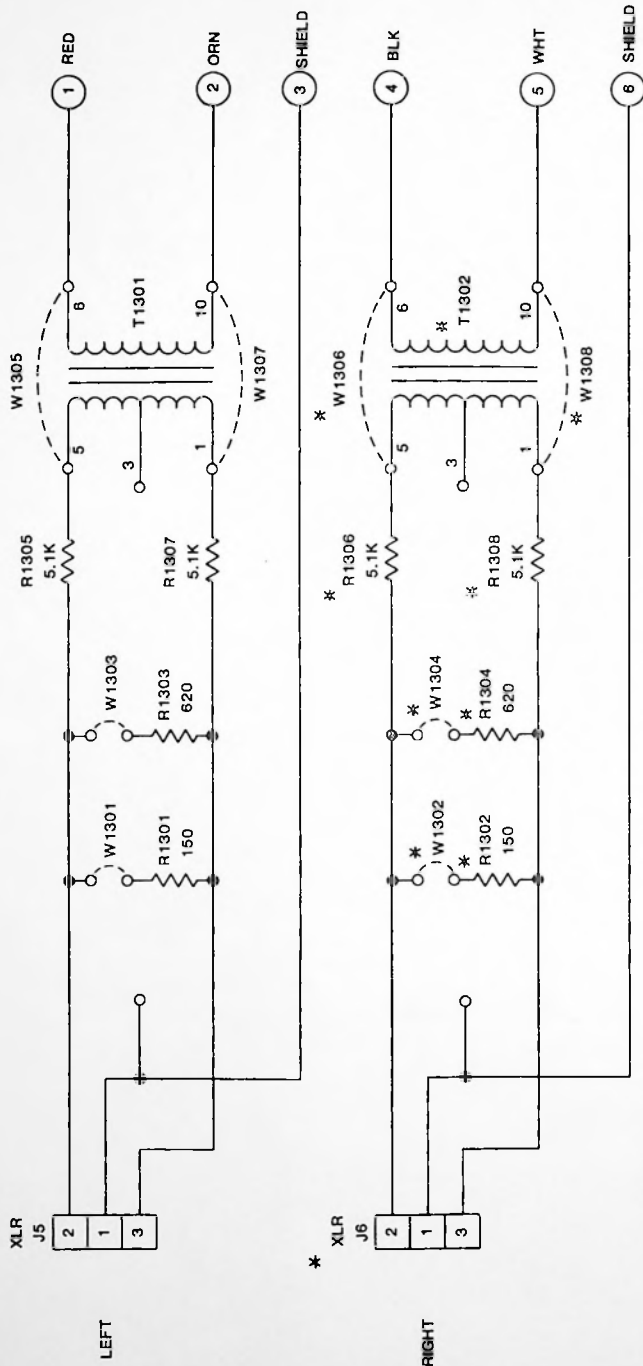 LEFT
XLR
J5
2
1
3
W1301
R1301
150
W1303
R1303
620
R1305
5.1K
R1307
5.1K
W1305
5
6
3
T1301
1
10
W1307
1 RED
2 ORN
3 SHIELD
RIGHT
*
XLR
J6
2
1
3
*
W1302
*
R1302
150
*
W1304
*
R1304
620
*
R1306
5.1K
*
R1308
5.1K
*
W1306
5
6
3
*
T1302
1
10
*
W1308
4 BLK
5 WHT
6 SHIELD